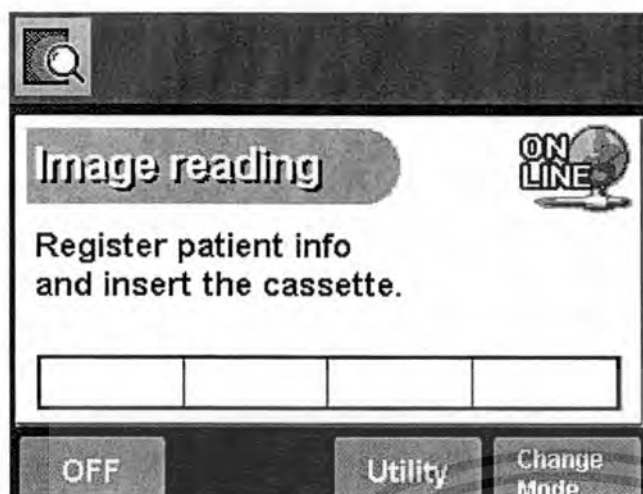 Image reading
ON
LINE
Register patient info
and insert the cassette.
OFF
Utility
Change
Mode